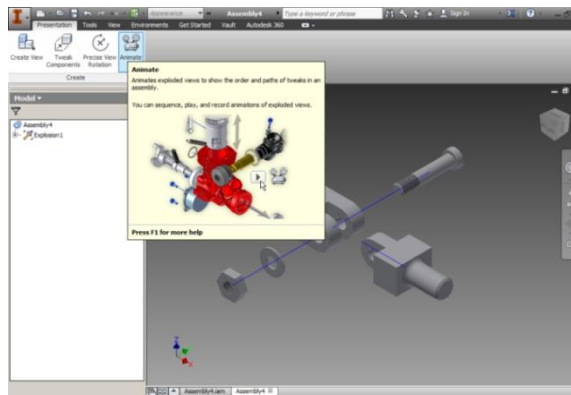 Appearance Assembly4 Type a keyword or phrase Sign In
Presentation Tools View Environments Get Started Vault Autodesk 360
Create View Tweak Components Precise View Rotation Animate
Create
Animate
Animates exploded views to show the order and paths of tweaks in an
assembly.
You can sequence, play, and record animations of exploded views.
Press F1 for more help
Model
Assembly4
Explosion1
Z
X
Assembly4.iam Assembly4